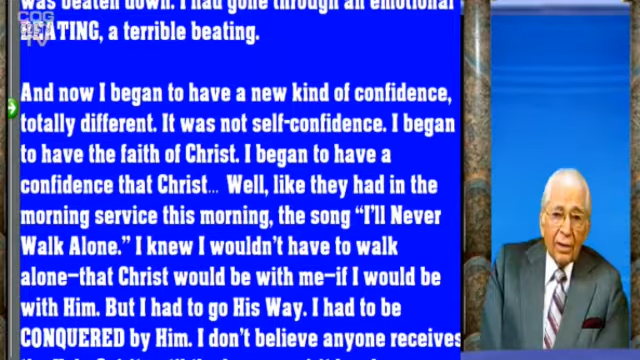 was beaten down. I had gone through an emotional
BEATING, a terrible beating.
And now I began to have a new kind of confidence,
totally different. It was not self-confidence. I began
to have the faith of Christ. I began to have a
confidence that Christ... Well, like they had in the
morning service this morning, the song “I’ll Never
Walk Alone.” I knew I wouldn’t have to walk
alone—that Christ would be with me—if I would be
with Him. But I had to go His Way. I had to be
CONQUERED by Him. I don’t believe anyone receives
COG
TV